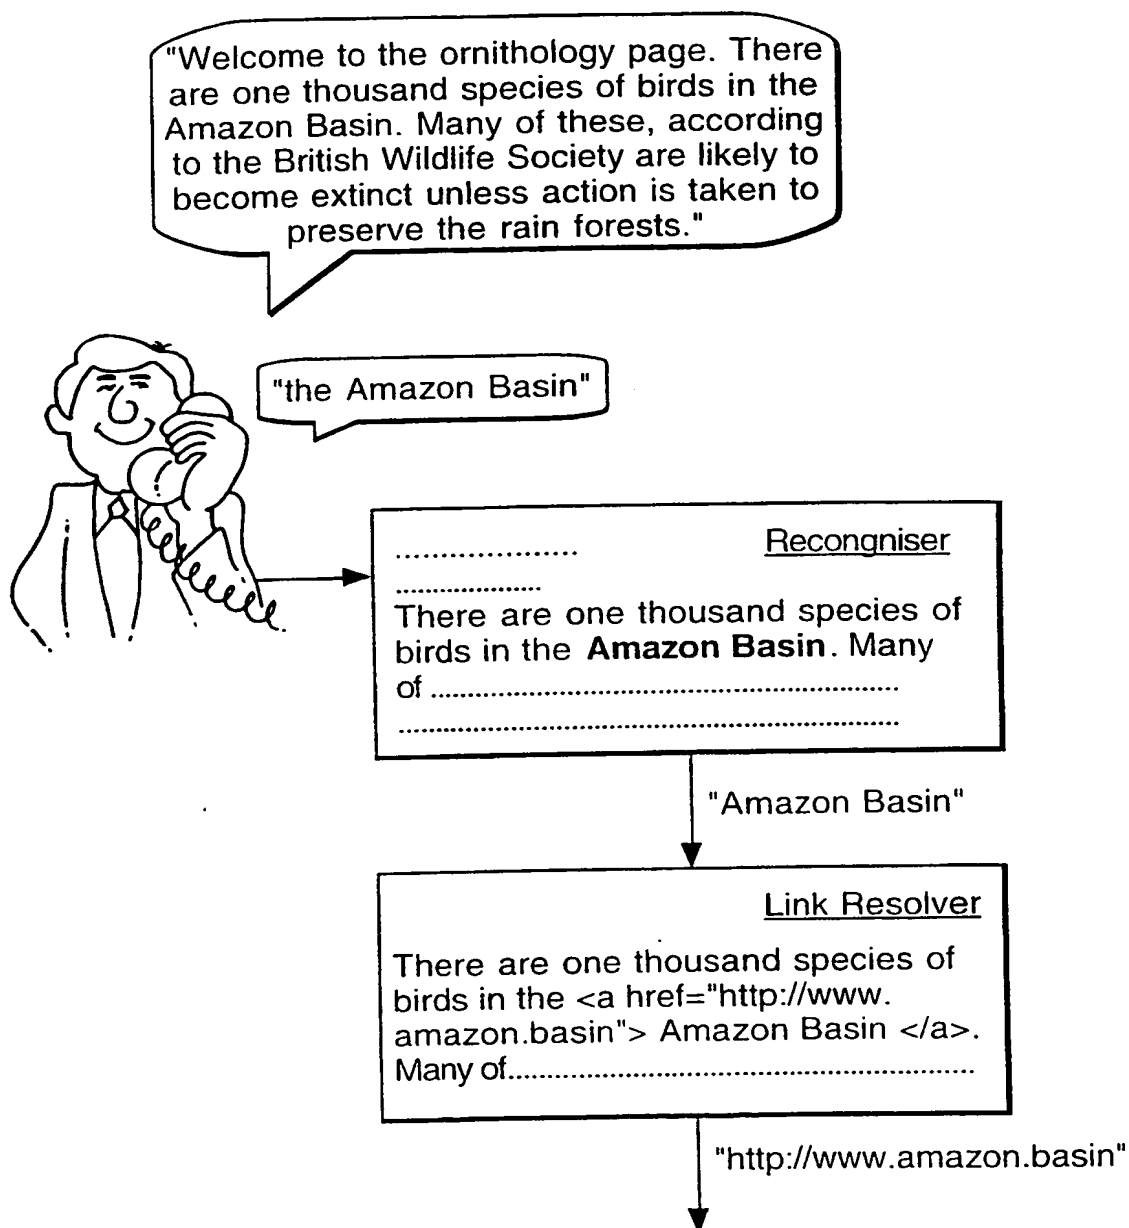 "Welcome to the ornithology page. There
are one thousand species of birds in the
Amazon Basin. Many of these, according
to the British Wildlife Society are likely to
become extinct unless action is taken to
preserve the rain forests."
"the Amazon Basin"
Recongniser
....................
..................
There are one thousand species of
birds in the Amazon Basin. Many
of ................................................................
....................................................................
"Amazon Basin"
Link Resolver
There are one thousand species of
birds in the <a href="http://www.
amazon.basin"> Amazon Basin </a>.
Many of................................................................
"http://www.amazon.basin"